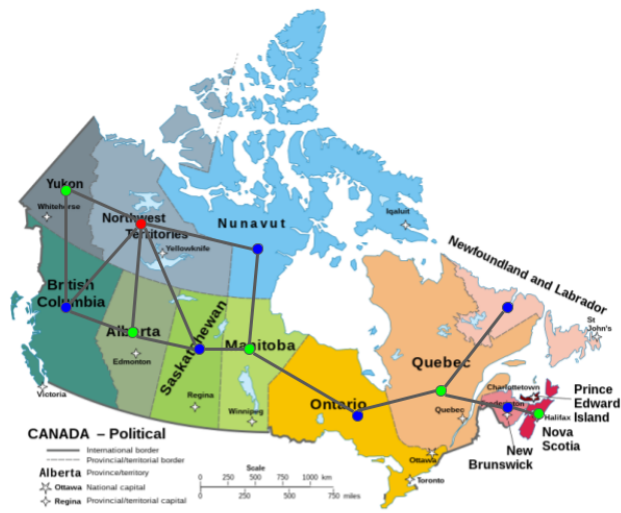 Yukon
Whitehorse
Northwest
Territories
Yellowknife
Nunavut
Iqaluit
Newfoundland and Labrador
St
John's
British
Columbia
Victoria
Alberta
Edmonton
Saskatchewan
Regina
Manitoba
Winnipeg
Ontario
Ottawa
Toronto
Quebec
Quebec
Charlottetown
Prince
Edward
Island
Fredericton
Halifax
Nova
Scotia
New
Brunswick
CANADA – Political
International border
Provincial/territorial border
Alberta Province/territory
Ottawa National capital
Regina Provincial/territorial capital
Scale
0 250 500 750 1000 km
0 250 500 750 miles